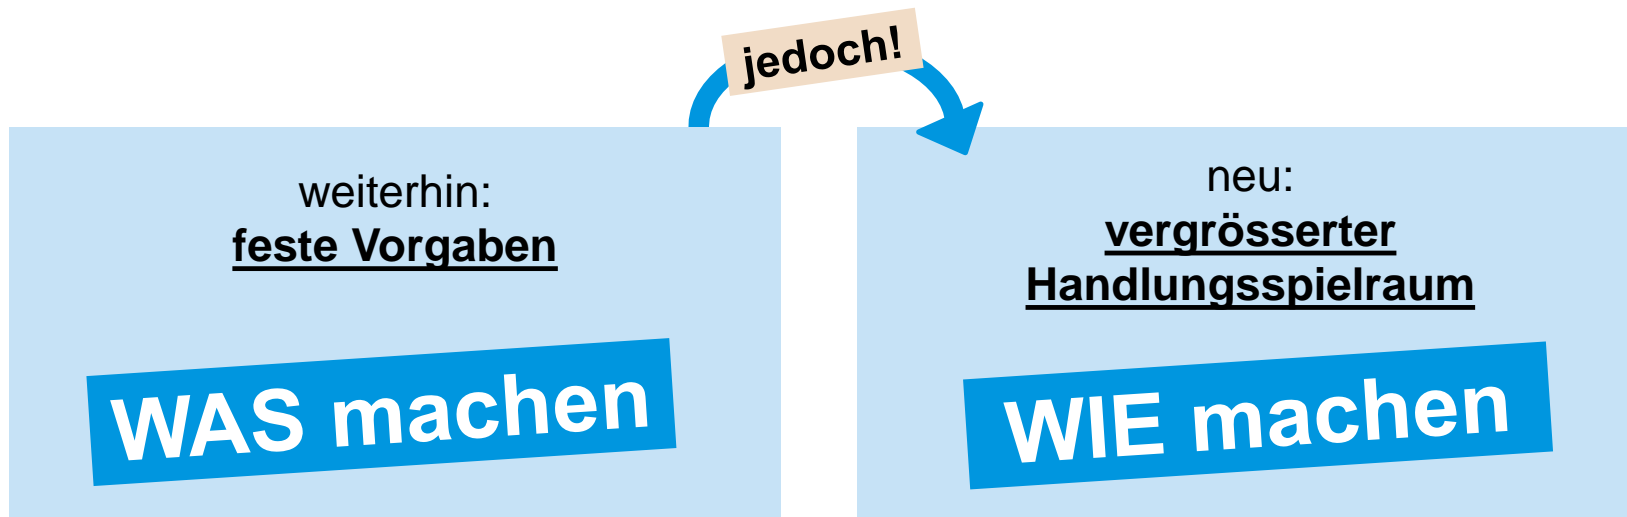 jedoch!
weiterhin:
feste Vorgaben
WAS machen
neu:
vergrösserter
Handlungsspielraum
WIE machen